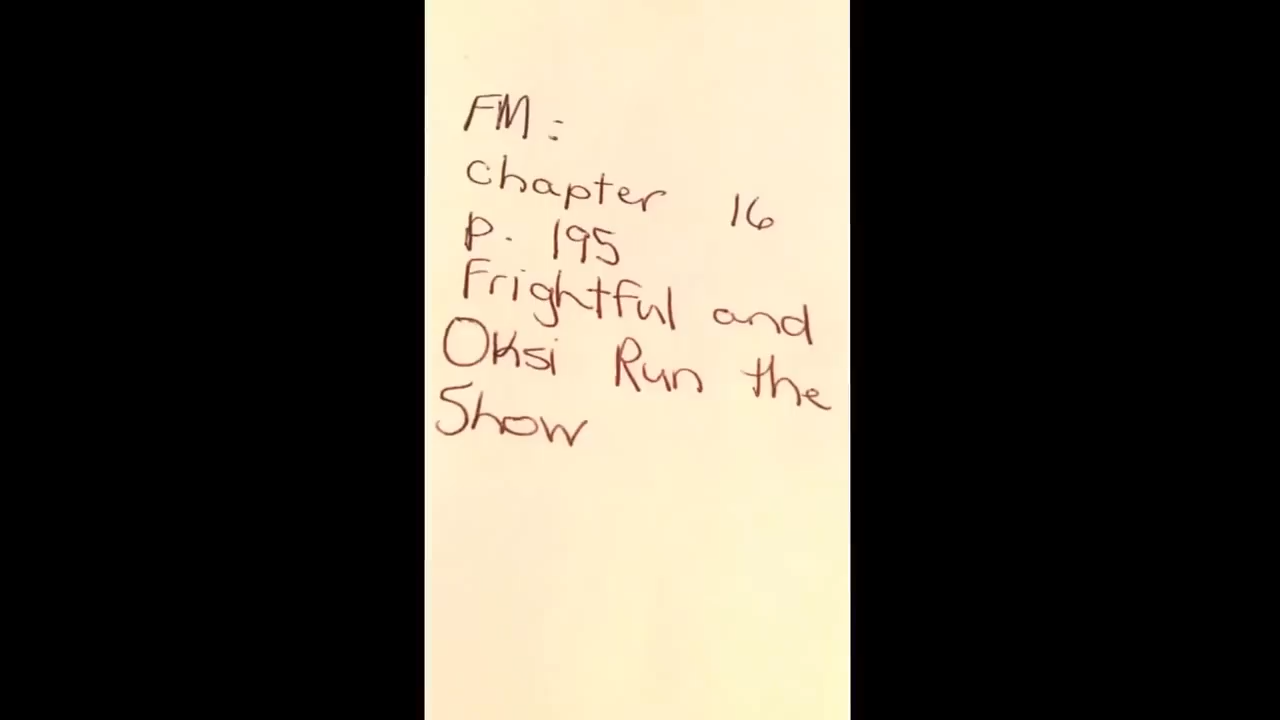 FM:
chapter 16
p. 195
Frightful and
Oksi Run the
Show